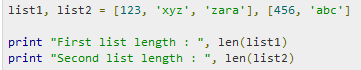 list1, list2 = [123, 'xyz', 'zara'], [456, 'abc']
print "First list length : ", len(list1)
print "Second list length : ", len(list2)